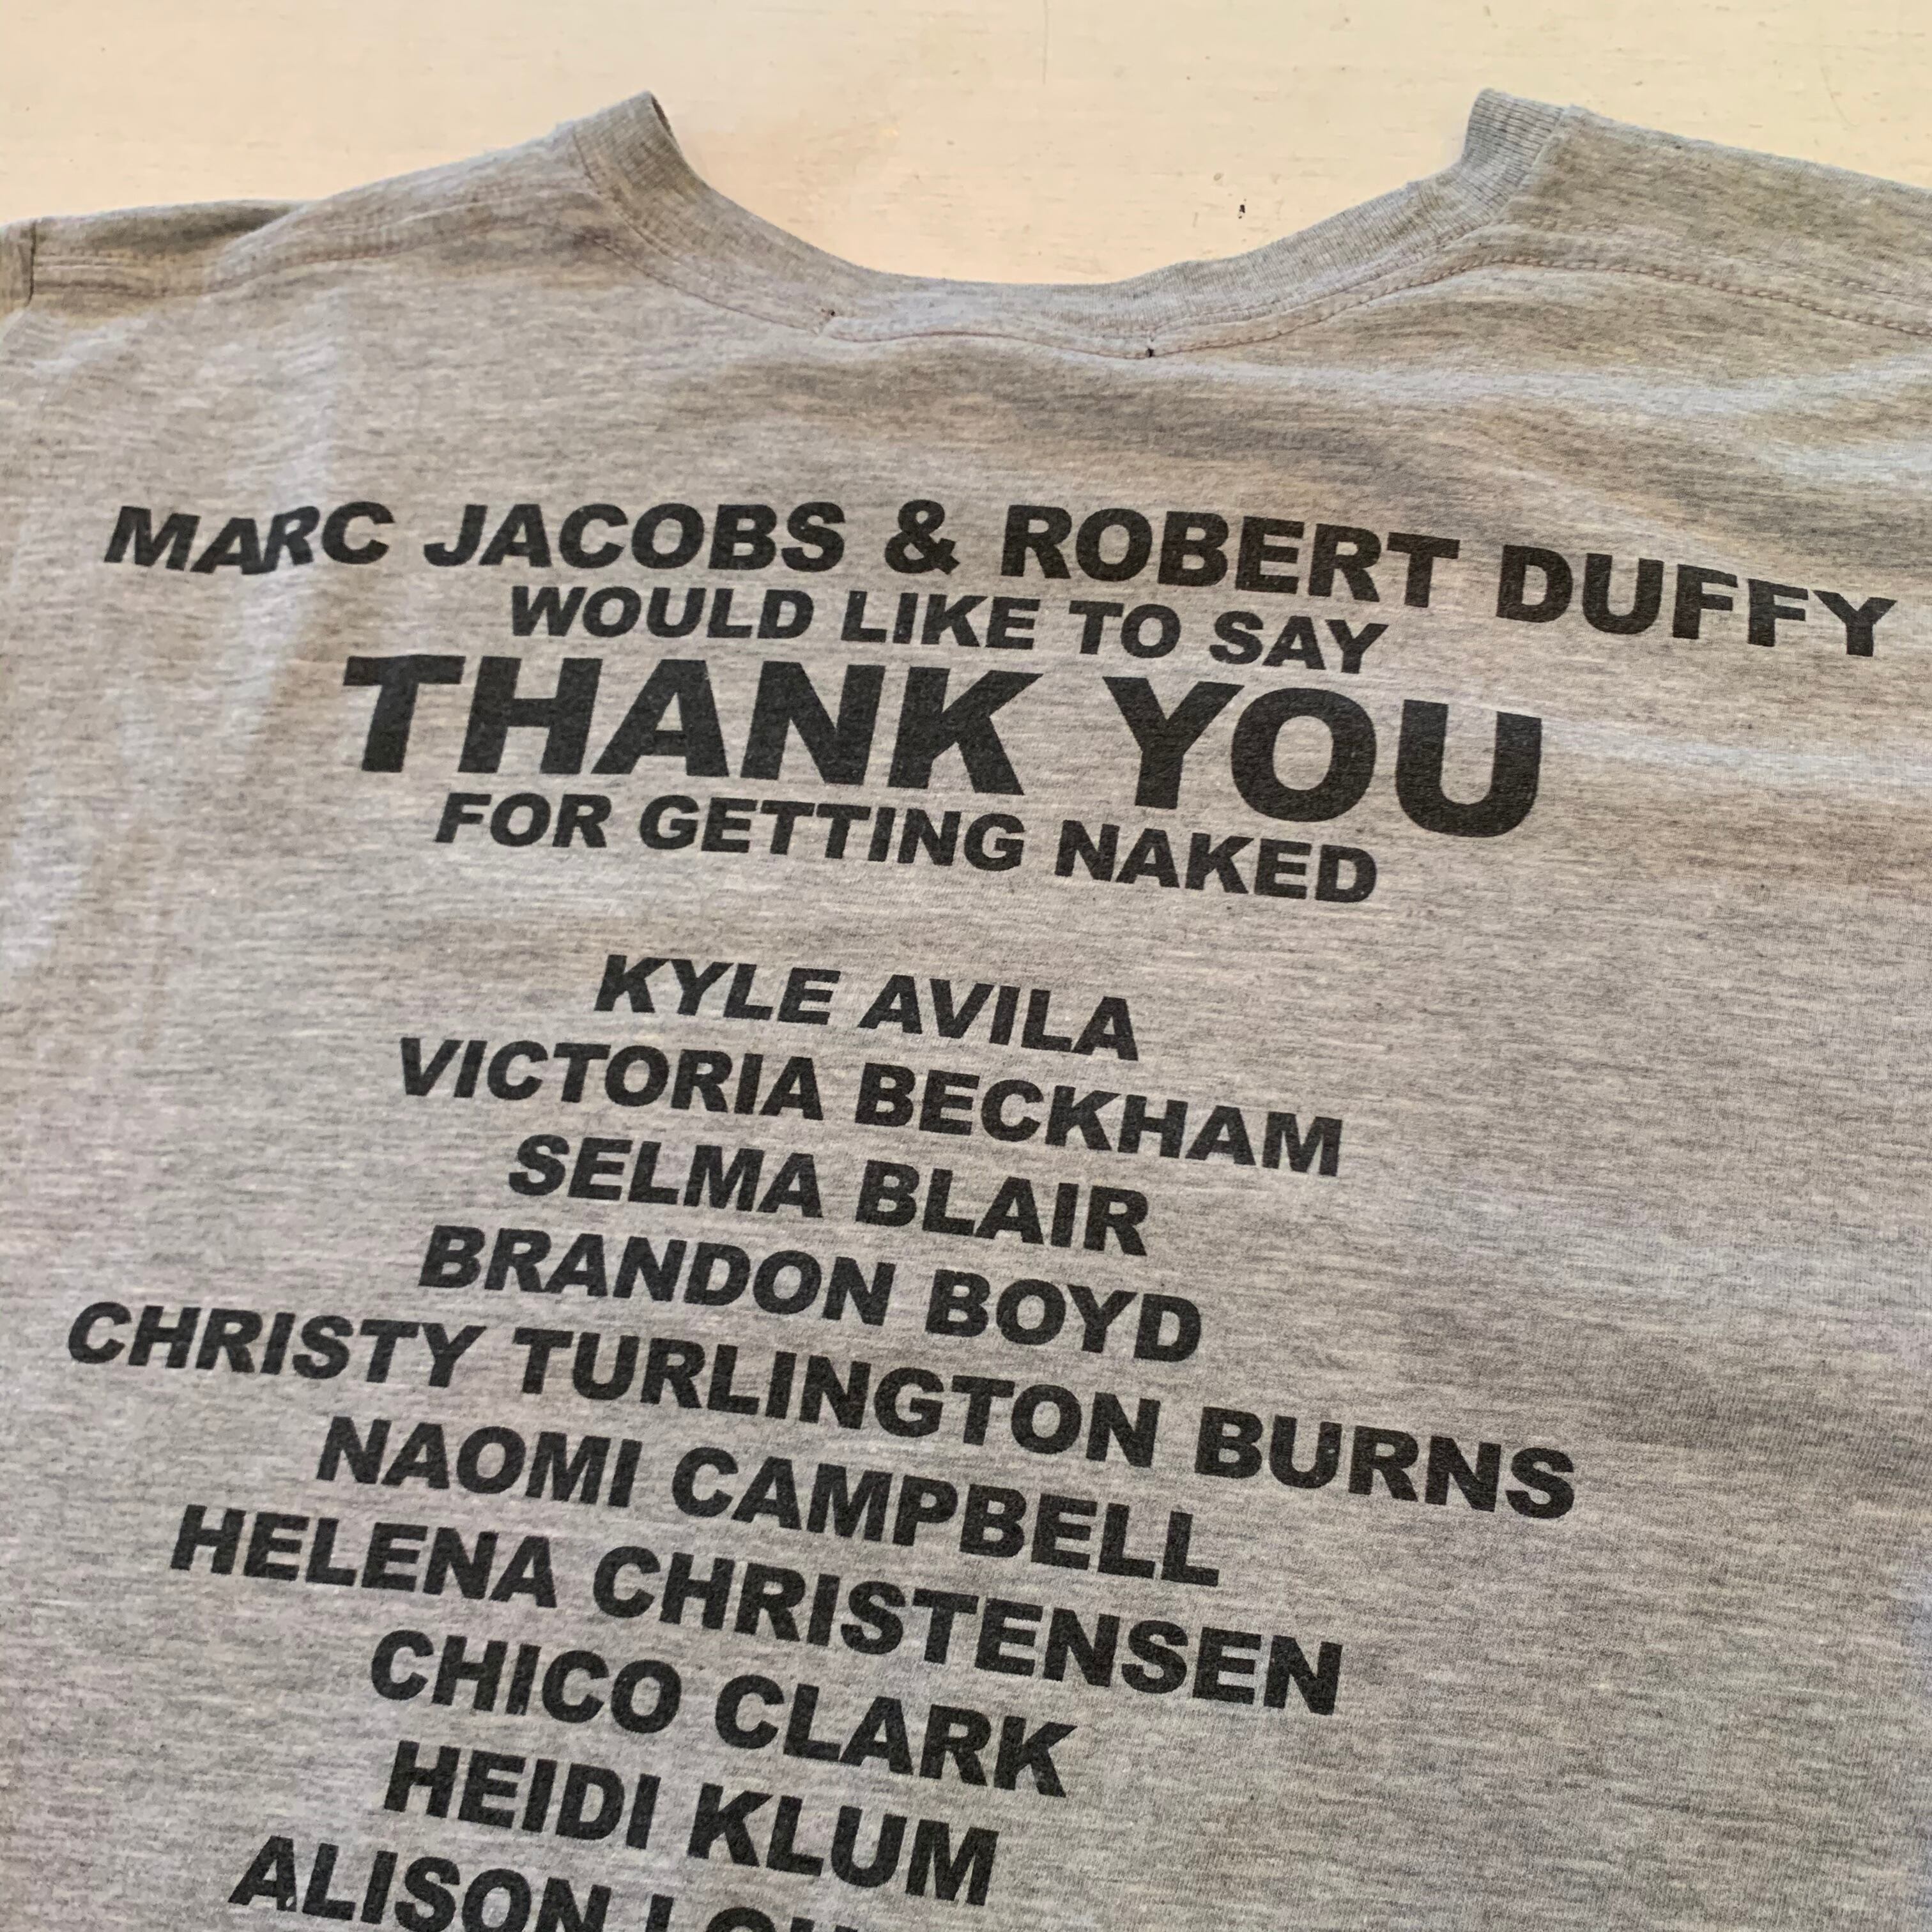 MARC JACOBS & ROBERT DUFFY
WOULD LIKE TO SAY
THANK YOU
FOR GETTING NAKED
KYLE AVILA
VICTORIA BECKHAM
SELMA BLAIR
BRANDON BOYD
CHRISTY TURLINGTON BURNS
NAOMI CAMPBELL
HELENA CHRISTENSEN
CHICO CLARK
HEIDI KLUM
ALISON